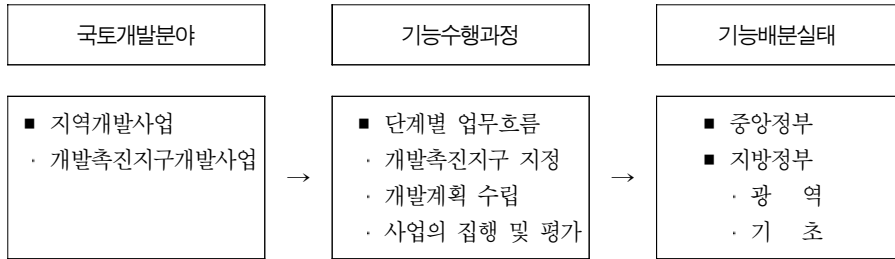 국토개발분야
기능수행과정
기능배분실태
■ 지역개발사업
· 개발촉진지구개발사업
→
■ 단계별 업무흐름
· 개발촉진지구 지정
· 개발계획 수립
· 사업의 집행 및 평가
→
■ 중앙정부
■ 지방정부
· 광 역
· 기 초